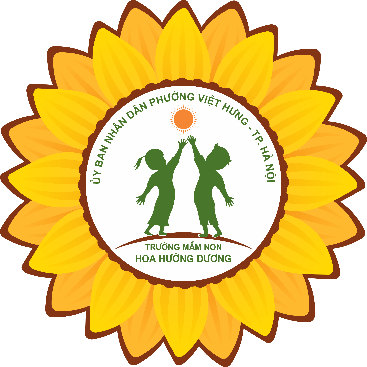 ỦY BAN NHÂN DÂN PHƯỜNG VIỆT HƯNG - TP. HÀ NỘI
TRƯỜNG MẦM NON
HOA HƯỚNG DƯƠNG